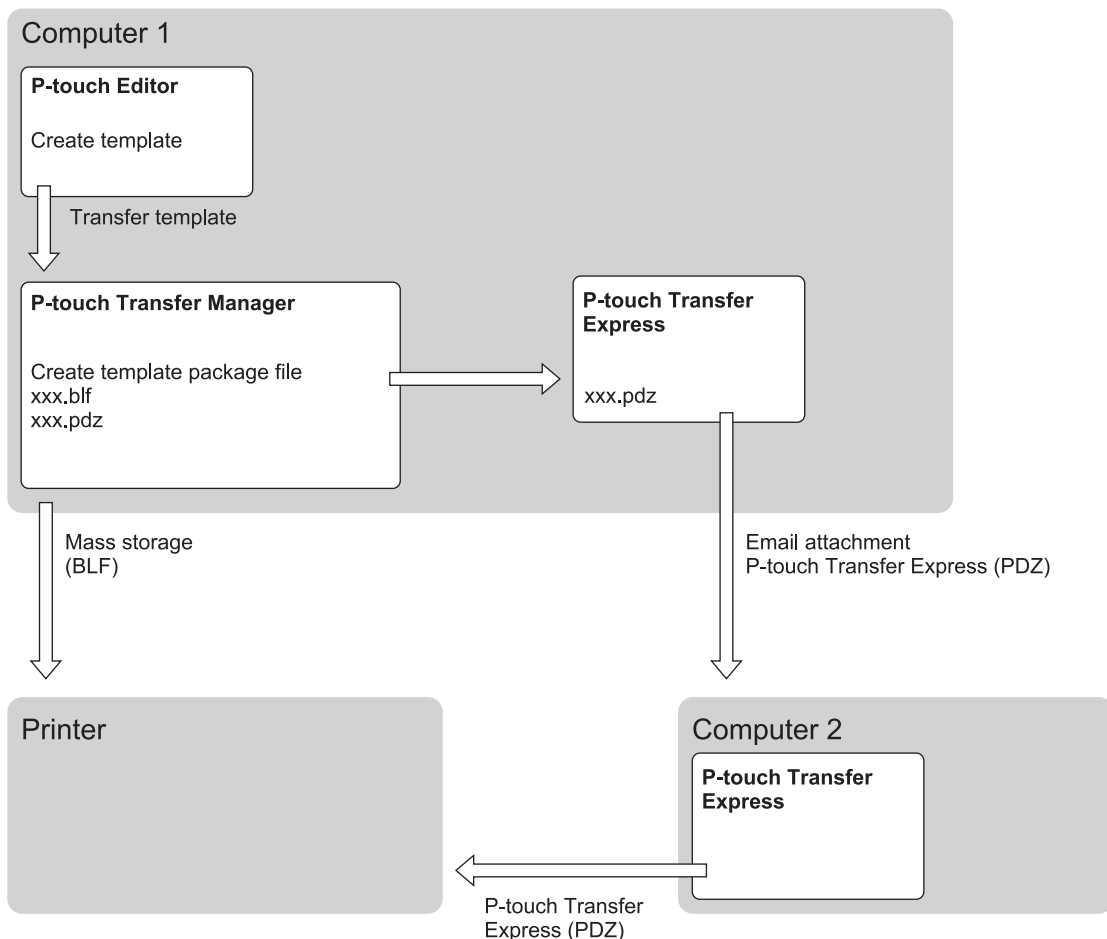 Computer 1
P-touch Editor
Create template
Transfer template
P-touch Transfer Manager
Create template package file
xxx.blf
xxx.pdz
P-touch Transfer
Express
xxx.pdz
Mass storage
(BLF)
Email attachment
P-touch Transfer Express (PDZ)
Printer
Computer 2
P-touch Transfer
Express
P-touch Transfer
Express (PDZ)